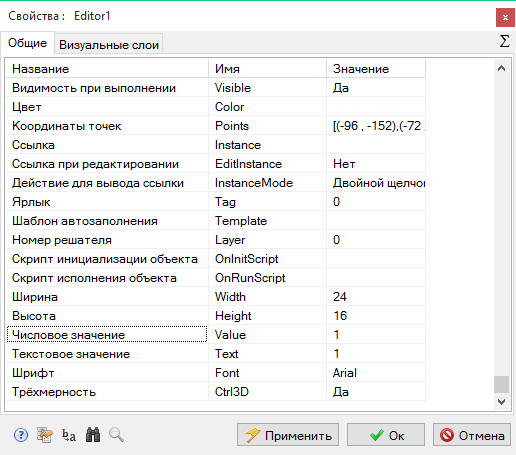 Свойства : Editor1
x
Общие Визуальные слои Σ
Название Имя Значение
Видимость при выполнении Visible Да
Цвет Color
Координаты точек Points [(-96 , -152),(-72 ,
Ссылка Instance
Ссылка при редактировании EditInstance Нет
Действие для вывода ссылки InstanceMode Двойной щелчок
Ярлык Tag 0
Шаблон автозаполнения Template
Номер решателя Layer 0
Скрипт инициализации объекта OnInitScript
Скрипт исполнения объекта OnRunScript
Ширина Width 24
Высота Height 16
Числовое значение Value 1
Текстовое значение Text 1
Шрифт Font Arial
Трёхмерность Ctrl3D Да
? b a Применить Ок Отмена